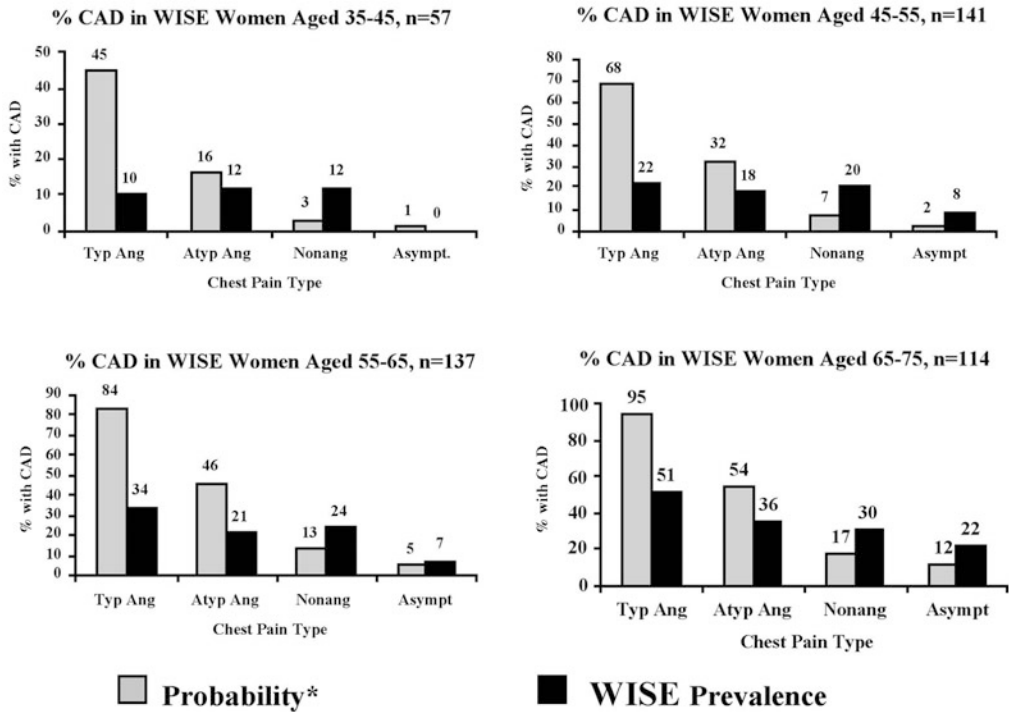 % CAD in WISE Women Aged 35-45, n=57
50
40
30
20
10
0
% with CAD
45
10
16
12
3
12
1
0
Typ Ang
Atyp Ang
Nonang
Asympt.
Chest Pain Type
% CAD in WISE Women Aged 45-55, n=141
80
70
60
50
40
30
20
10
0
% with CAD
68
22
32
18
7
20
2
8
Typ Ang
Atyp Ang
Nonang
Asympt
Chest Pain Type
% CAD in WISE Women Aged 55-65, n=137
90
80
70
60
50
40
30
20
10
0
% with CAD
84
34
46
21
13
24
5
7
Typ Ang
Atyp Ang
Nonang
Asympt
Chest Pain Type
% CAD in WISE Women Aged 65-75, n=114
100
80
60
40
20
0
% with CAD
95
51
54
36
17
30
12
22
Typ Ang
Atyp Ang
Nonang
Asympt
Chest Pain Type
Probability*
WISE Prevalence